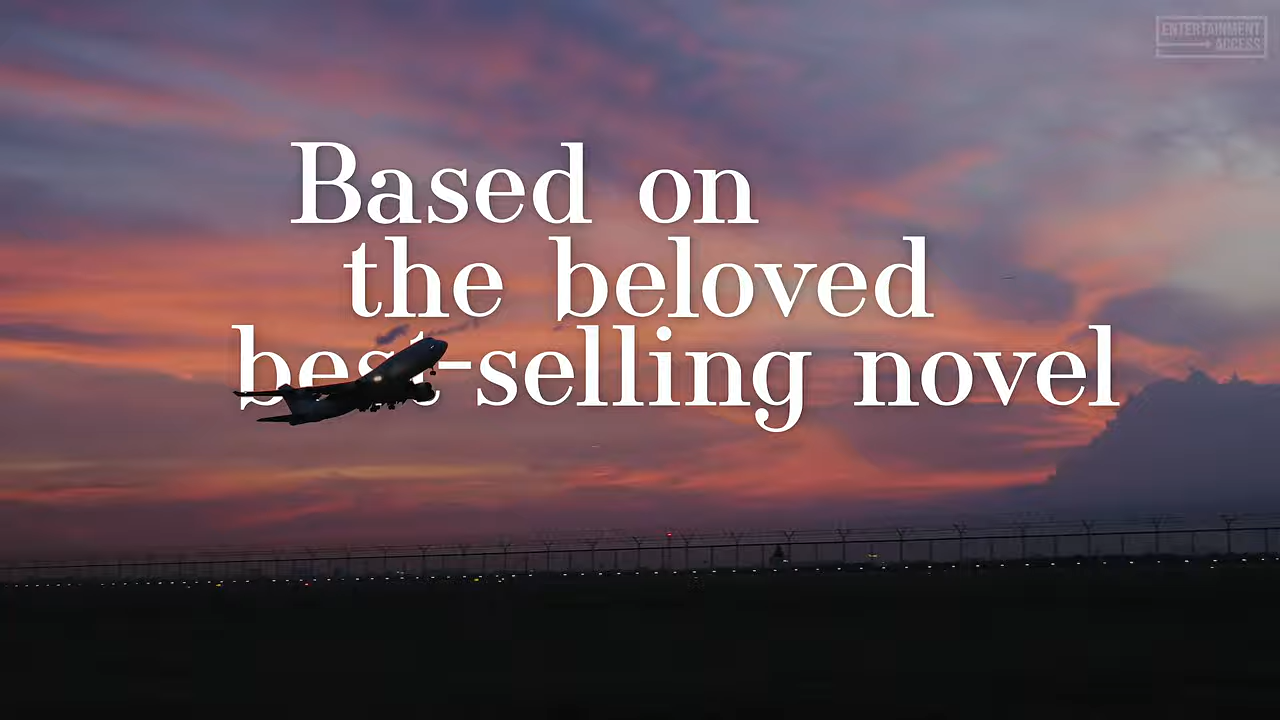 ENTERTAINMENT
ACCESS
Based on
the beloved
best-selling novel